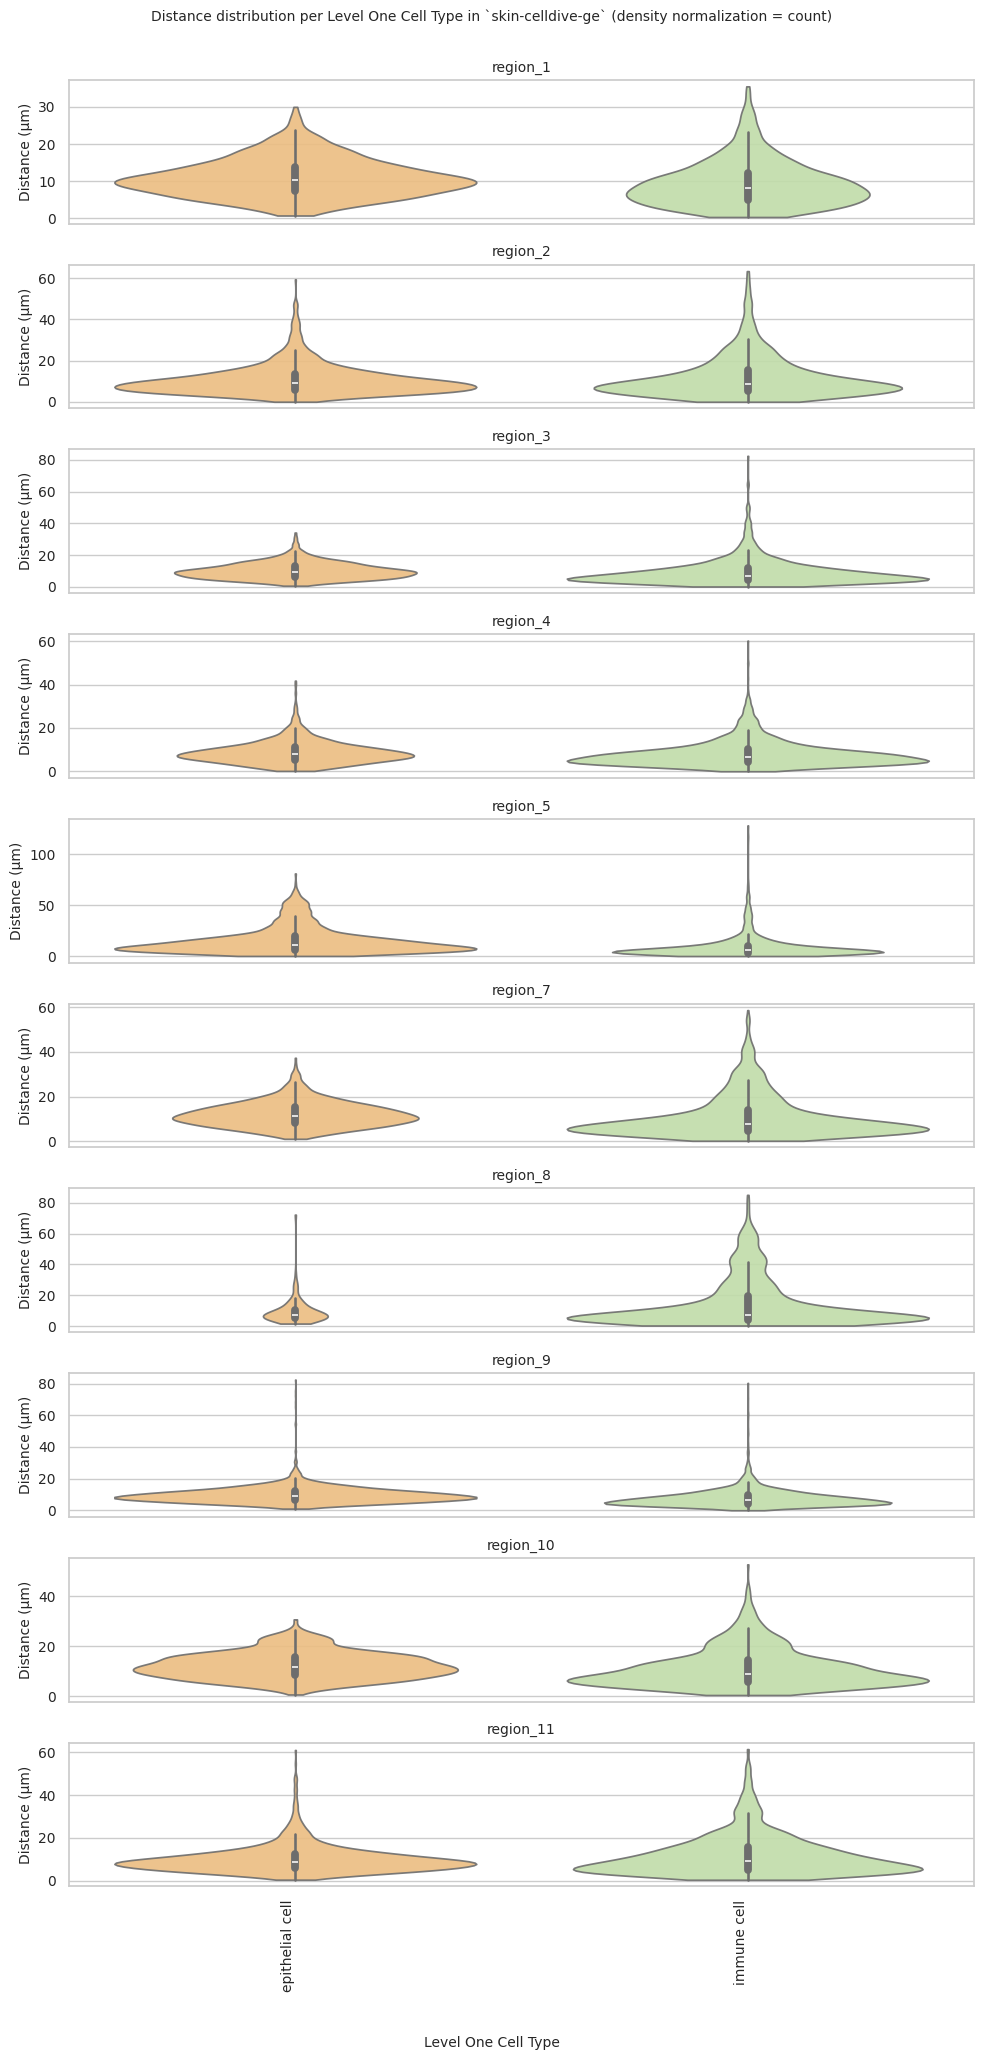 Distance distribution per Level One Cell Type in `skin-celldive-ge` (density normalization = count)
region_1
Distance (µm)
30
20
10
0
region_2
Distance (µm)
60
40
20
0
region_3
Distance (µm)
80
60
40
20
0
region_4
Distance (µm)
60
40
20
0
region_5
Distance (µm)
100
50
0
region_7
Distance (µm)
60
40
20
0
region_8
Distance (µm)
80
60
40
20
0
region_9
Distance (µm)
80
60
40
20
0
region_10
Distance (µm)
40
20
0
region_11
Distance (µm)
60
40
20
0
epithelial cell
immune cell
Level One Cell Type